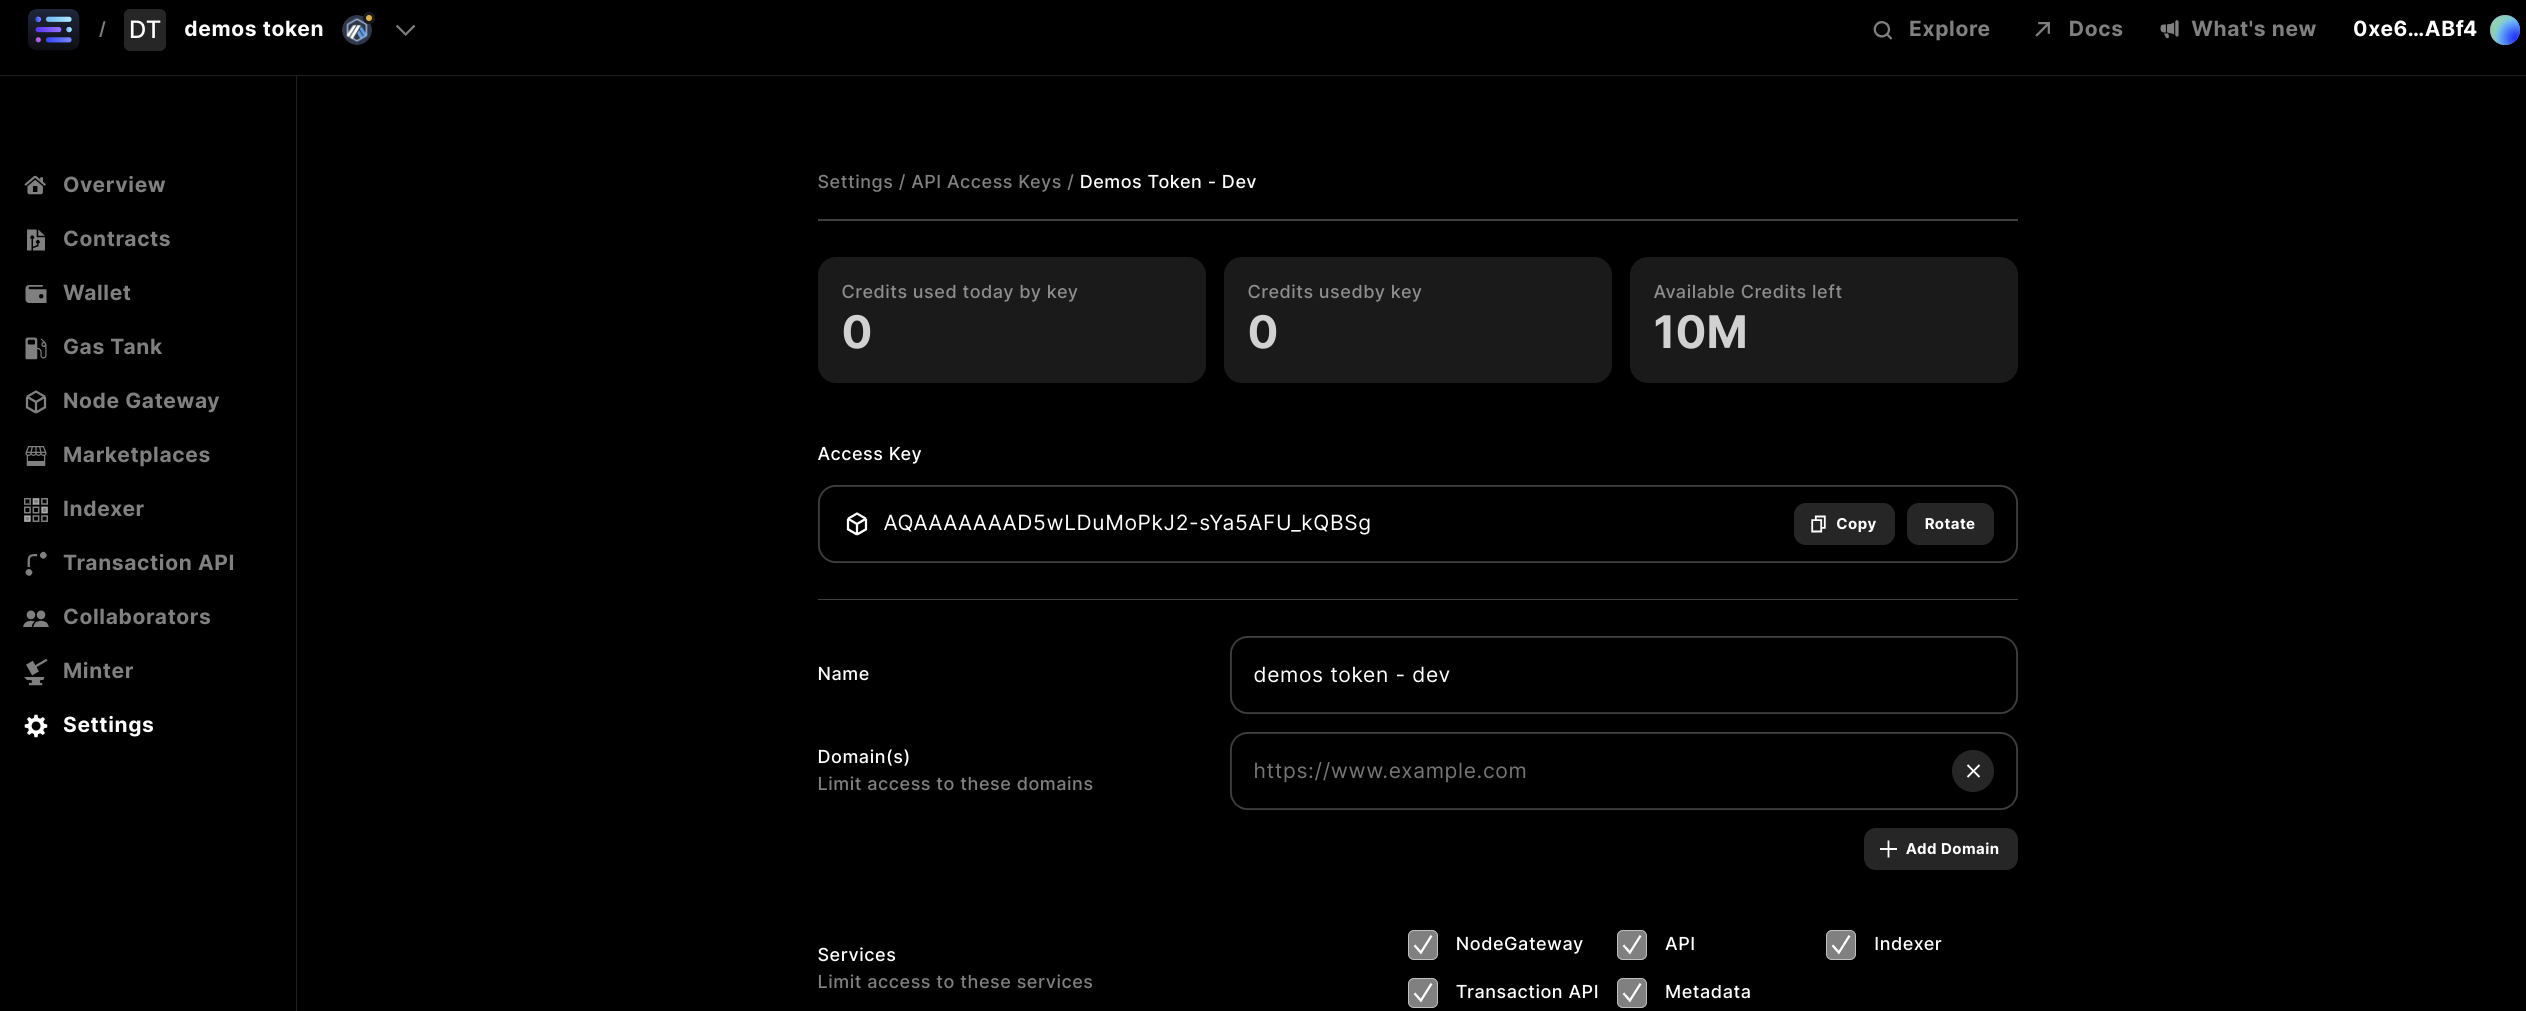 / DT demos token
Explore Docs What's new 0xe6...ABf4
Overview
Contracts
Wallet
Gas Tank
Node Gateway
Marketplaces
Indexer
Transaction API
Collaborators
Minter
Settings
Settings / API Access Keys / Demos Token - Dev
Credits used today by key
0
Credits usedby key
0
Available Credits left
10M
Access Key
AQAAAAAAAD5wLDuMoPkJ2-sYa5AFU_kQBSg Copy Rotate
Name demos token - dev
Domain(s)
Limit access to these domains
https://www.example.com
Add Domain
Services
Limit access to these services
NodeGateway API Indexer
Transaction API Metadata